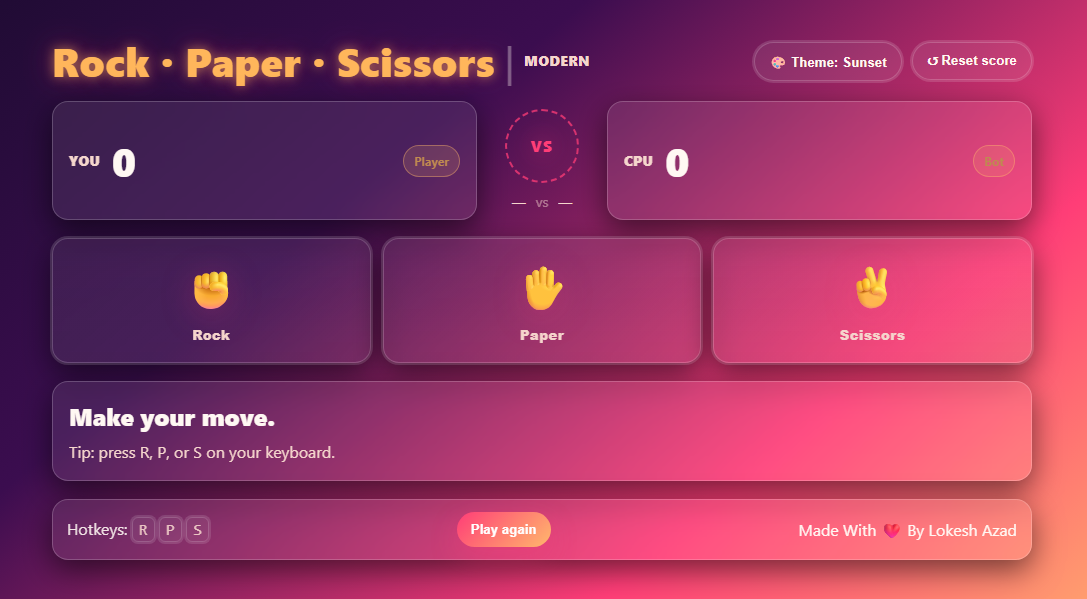 Rock · Paper · Scissors | MODERN
Theme: Sunset
↺ Reset score
YOU 0 Player
VS
— VS —
CPU 0 Bot
Rock
Paper
Scissors
Make your move.
Tip: press R, P, or S on your keyboard.
Hotkeys: R P S
Play again
Made With 💔 By Lokesh Azad